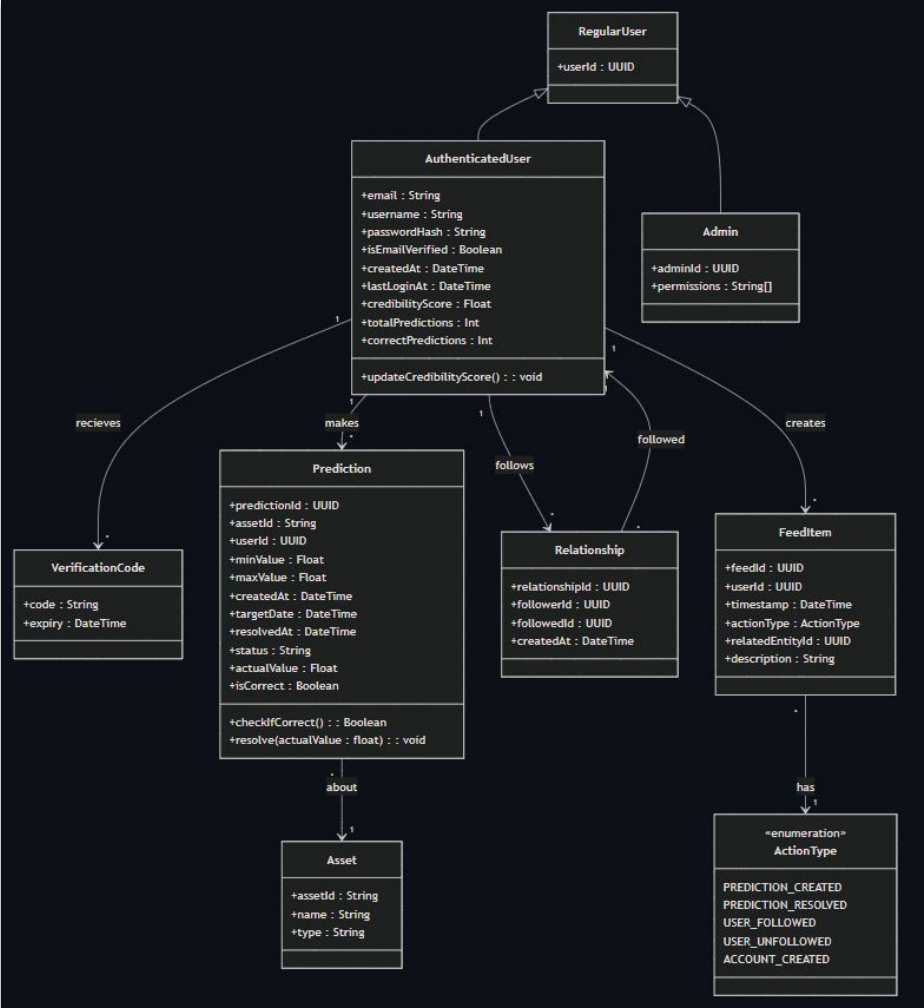 RegularUser
+userId : UUID
AuthenticatedUser
+email : String
+username : String
+passwordHash : String
+isEmailVerified : Boolean
+createdAt : DateTime
+lastLoginAt : DateTime
+credibilityScore : Float
+totalPredictions : Int
+correctPredictions : Int
+updateCredibilityScore() : : void
Admin
+adminId : UUID
+permissions : String[]
1
1
1
1
1
recieves
makes
follows
followed
creates
*
*
*
*
*
Prediction
+predictionId : UUID
+assetId : String
+userId : UUID
+minValue : Float
+maxValue : Float
+createdAt : DateTime
+targetDate : DateTime
+resolvedAt : DateTime
+status : String
+actualValue : Float
+isCorrect : Boolean
+checkIfCorrect() : : Boolean
+resolve(actualValue : float) : : void
VerificationCode
+code : String
+expiry : DateTime
Relationship
+relationshipId : UUID
+followerId : UUID
+followedId : UUID
+createdAt : DateTime
FeedItem
+feedId : UUID
+userId : UUID
+timestamp : DateTime
+actionType : ActionType
+relatedEntityId : UUID
+description : String
*
about
1
*
has
1
Asset
+assetId : String
+name : String
+type : String
«enumeration»
ActionType
PREDICTION_CREATED
PREDICTION_RESOLVED
USER_FOLLOWED
USER_UNFOLLOWED
ACCOUNT_CREATED